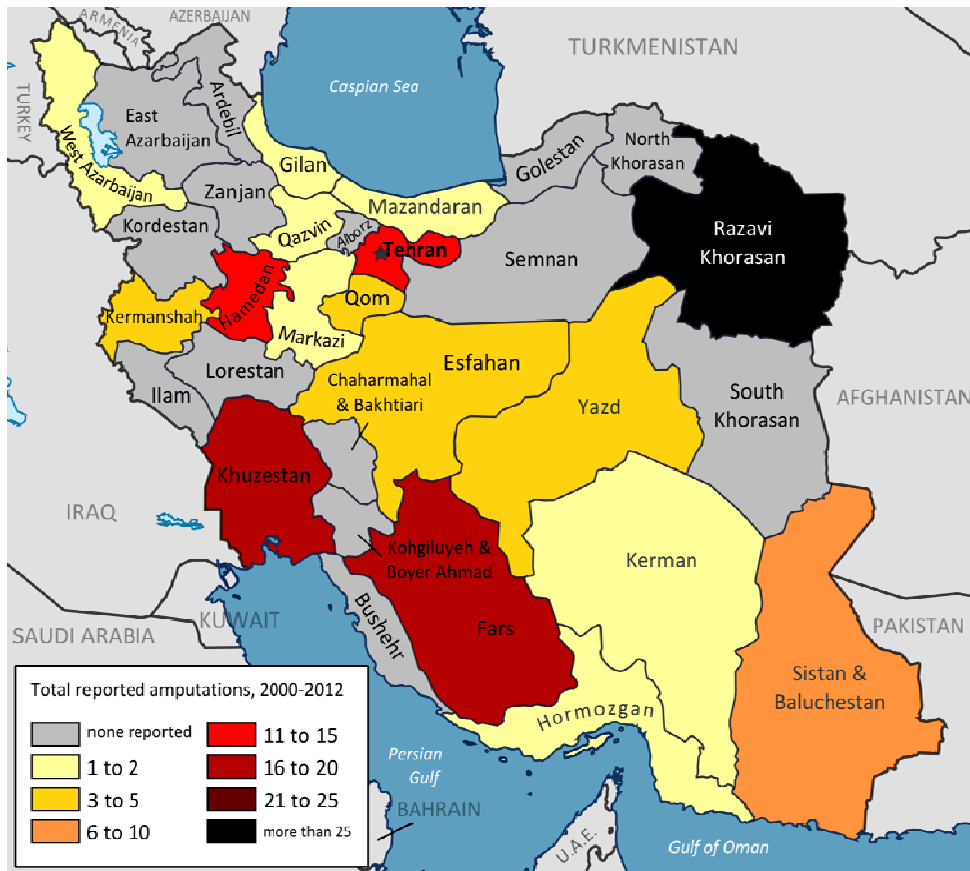 ARMENIA
AZERBAIJAN
TURKMENISTAN
Caspian Sea
TURKEY
East
Azarbaijan
Ardebil
West Azarbaijan
Gilan
Golestan
North
Khorasan
Zanjan
Mazandaran
Kordestan
Qazvin
Alborz
Tehran
Razavi
Khorasan
Semnan
Hamedan
Qom
Kermanshah
Markazi
Esfahan
Lorestan
Chaharmahal
& Bakhtiari
Ilam
Yazd
South
Khorasan
AFGHANISTAN
Khuzestan
IRAQ
Kohgiluyeh &
Boyer Ahmad
Kerman
Bushehr
KUWAIT
SAUDI ARABIA
Fars
PAKISTAN
Sistan &
Baluchestan
Hormozgan
Total reported amputations, 2000-2012
none reported
1 to 2
3 to 5
6 to 10
11 to 15
16 to 20
21 to 25
more than 25
Persian
Gulf
BAHRAIN
U.A.E.
Gulf of Oman